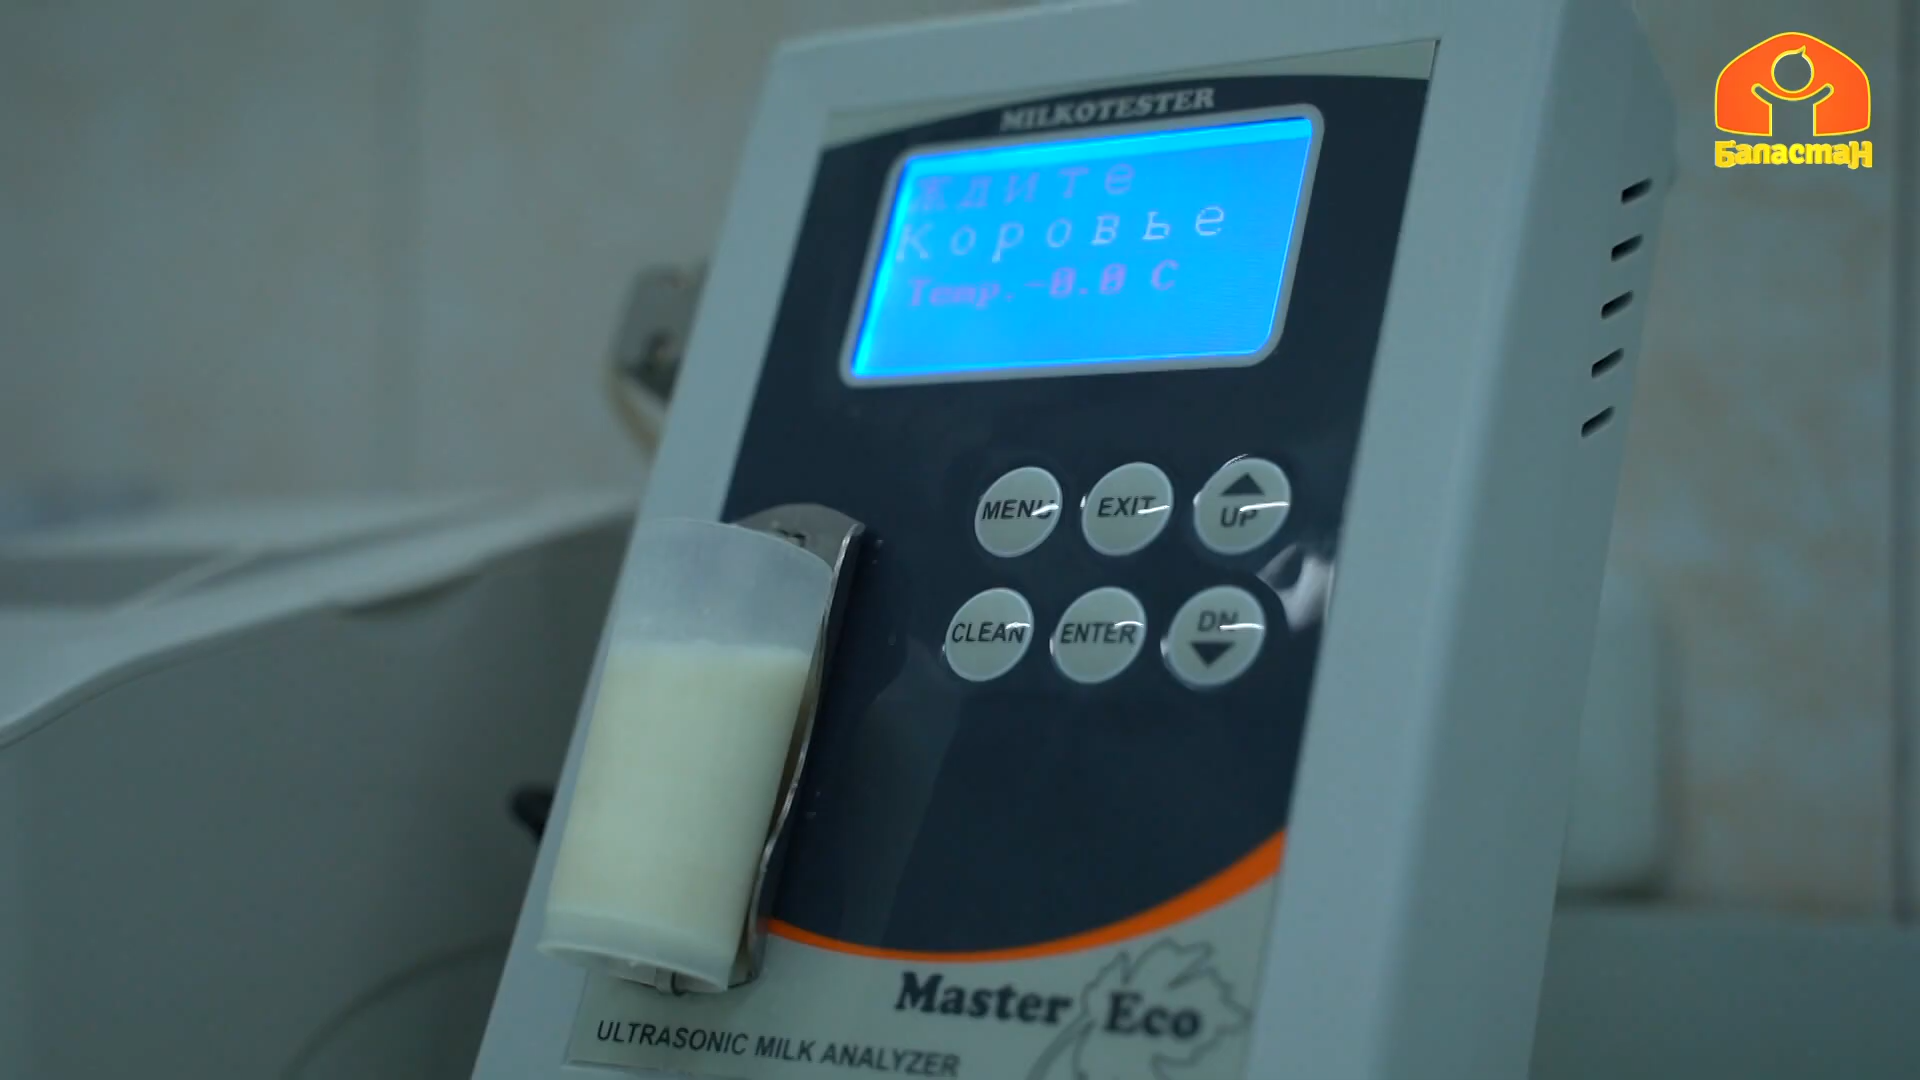 MILKOTESTER
Ждите
Коровье
Temp.-0.0 C
MENU
EXIT
UP
CLEAN
ENTER
DN
Master Eco
ULTRASONIC MILK ANALYZER
Баластан